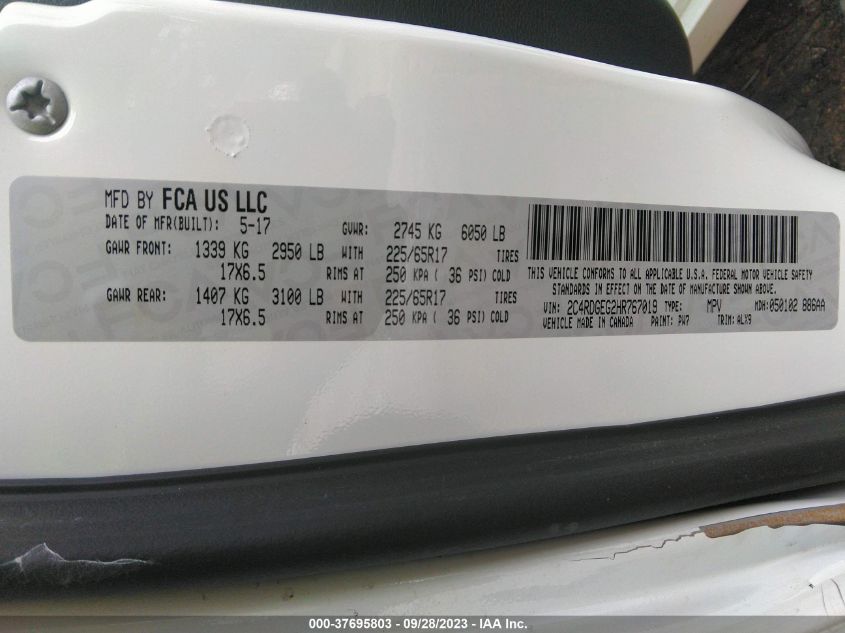 MFD BY FCA US LLC
DATE OF MFR(BUILT): 5-17 GVWR: 2745 KG 6050 LB
GAWR FRONT: 1339 KG 2950 LB WITH 225/65R17 TIRES
17X6.5 RIMS AT 250 KPA ( 36 PSI) COLD
GAWR REAR: 1407 KG 3100 LB WITH 225/65R17 TIRES
17X6.5 RIMS AT 250 KPA ( 36 PSI) COLD
THIS VEHICLE CONFORMS TO ALL APPLICABLE U.S.A. FEDERAL MOTOR VEHICLE SAFETY
STANDARDS IN EFFECT ON THE DATE OF MANUFACTURE SHOWN ABOVE.
VIN: 2C4RDGEG2HR767019 TYPE: MPV MDH: 050102 886AA
VEHICLE MADE IN CANADA PAINT: PW7 TRIM: ALX9
000-37695803 - 09/28/2023 - IAA Inc.